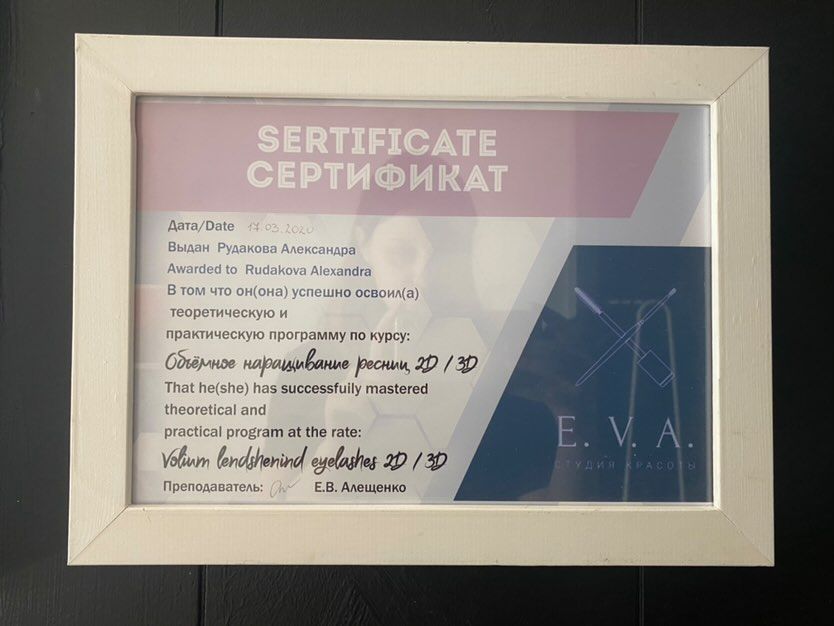 SERTIFICATE
СЕРТИФИКАТ
Дата/Date 17.03.2020
Выдан Рудакова Александра
Awarded to Rudakova Alexandra
В том что он(она) успешно освоил(а)
теоретическую и
практическую программу по курсу:
Объёмное наращивание ресниц 2D / 3D
That he(she) has successfully mastered
theoretical and
practical program at the rate:
Volium lendshenind eyelashes 2D / 3D
Преподаватель: Е.В. Алещенко
E. V. A.
СТУДИЯ КРАСОТЫ